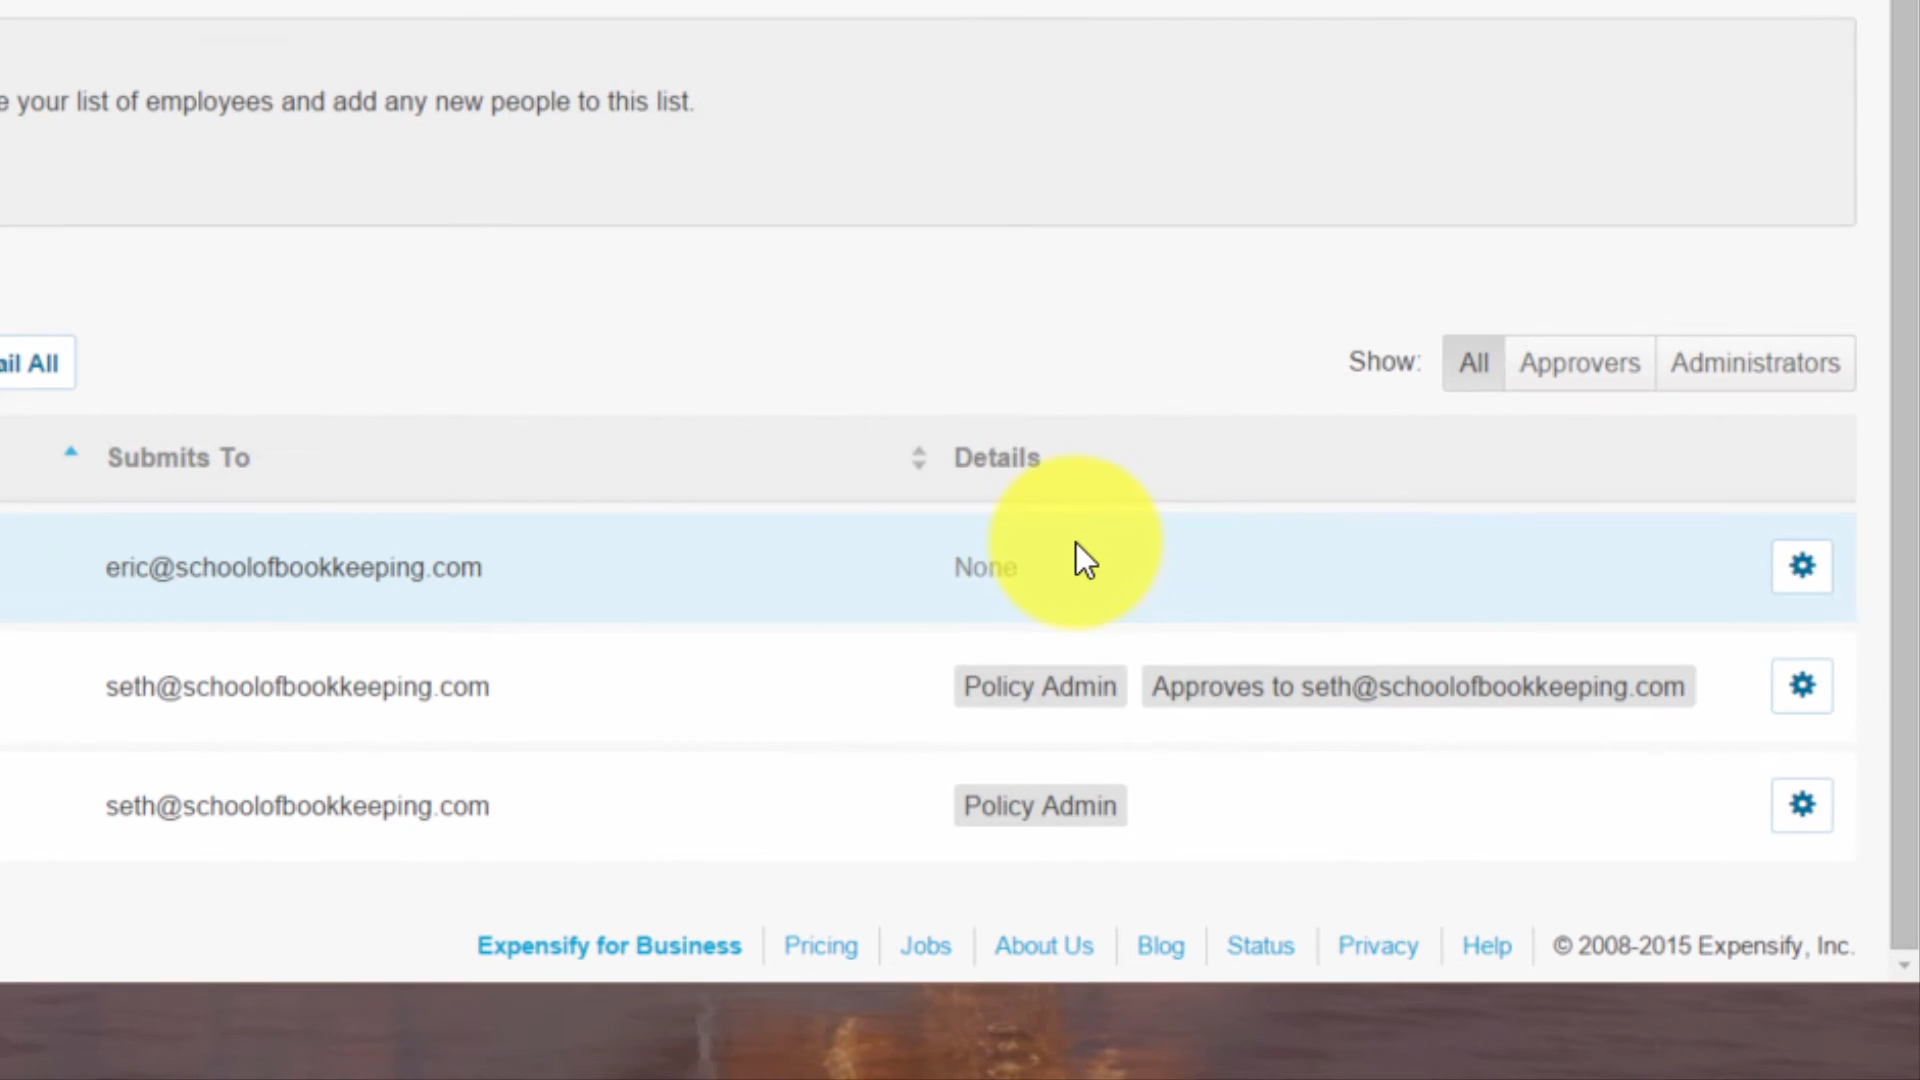 your list of employees and add any new people to this list.
All
Show: All Approvers Administrators
Submits To Details
eric@schoolofbookkeeping.com None
seth@schoolofbookkeeping.com Policy Admin Approves to seth@schoolofbookkeeping.com
seth@schoolofbookkeeping.com Policy Admin
Expensify for Business Pricing Jobs About Us Blog Status Privacy Help © 2008-2015 Expensify, Inc.